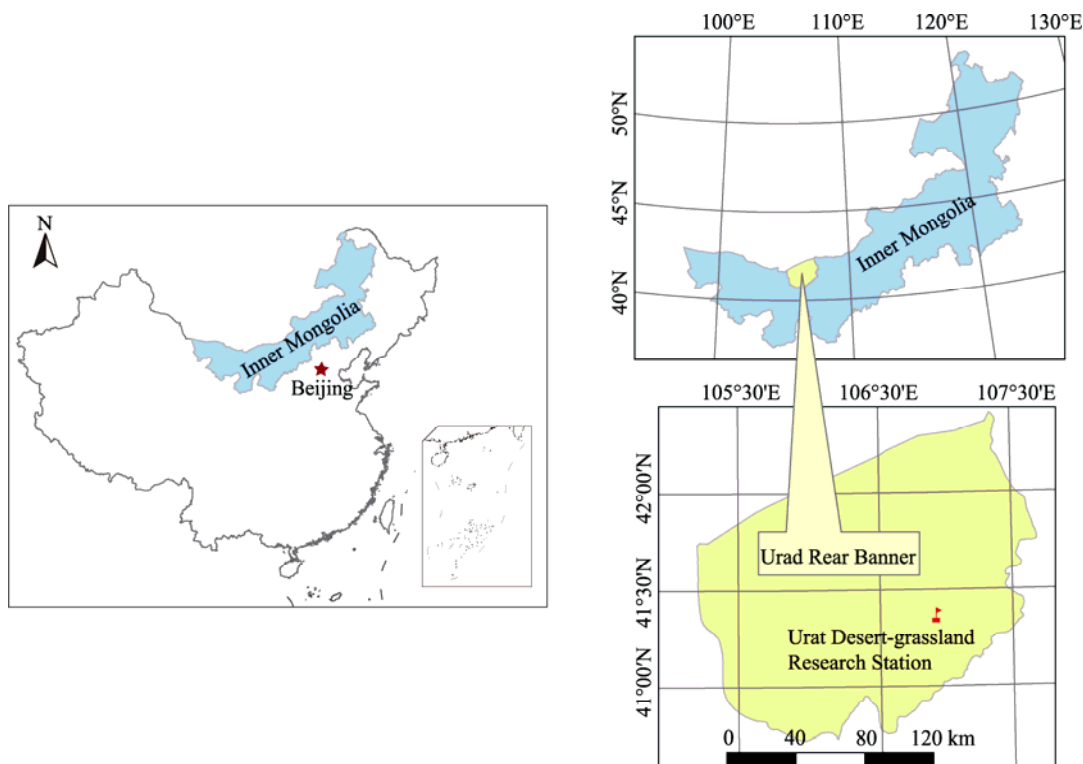 N
Inner Mongolia
Beijing
100°E 110°E 120°E 130°E
50°N
45°N
40°N
Inner Mongolia
105°30'E 106°30'E 107°30'E
42°00'N
41°30'N
41°00'N
Urad Rear Banner
Urat Desert-grassland
Research Station
0 40 80 120 km